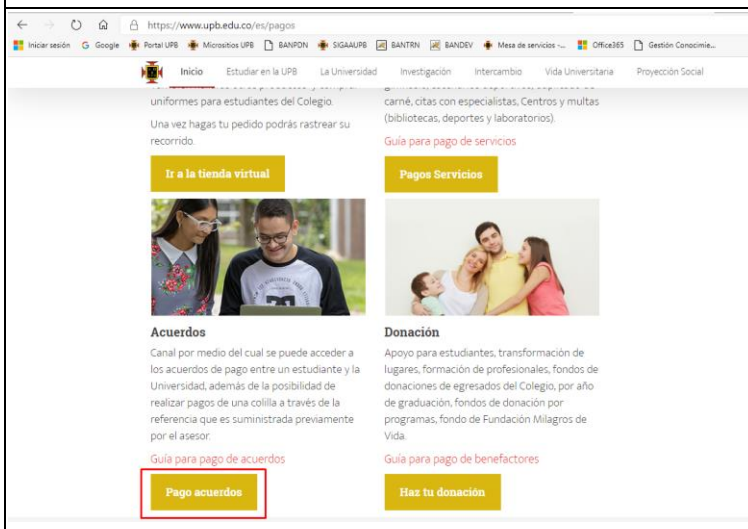 https://www.upb.edu.co/es/pagos
Iniciar sesión
Google
Portal UPB
Micrositios UPB
BANPDN
SIGAAUPB
BANTRN
BANDEV
Mesa de servicios -...
Office365
Gestión Conocimie...
Inicio
Estudiar en la UPB
La Universidad
Investigación
Intercambio
Vida Universitaria
Proyección Social
uniformes para estudiantes del Colegio.
Una vez hagas tu pedido podrás rastrear su
recorrido.
Ir a la tienda virtual
carné, citas con especialistas, Centros y multas
(bibliotecas, deportes y laboratorios).
Guía para pago de servicios
Pagos Servicios
Acuerdos
Canal por medio del cual se puede acceder a
los acuerdos de pago entre un estudiante y la
Universidad, además de la posibilidad de
realizar pagos de una colilla a través de la
referencia que es suministrada previamente
por el asesor.
Guía para pago de acuerdos
Pago acuerdos
Donación
Apoyo para estudiantes, transformación de
lugares, formación de profesionales, fondos de
donaciones de egresados del Colegio, por año
de graduación, fondos de donación por
programas, fondo de Fundación Milagros de
Vida.
Guía para pago de benefactores
Haz tu donación